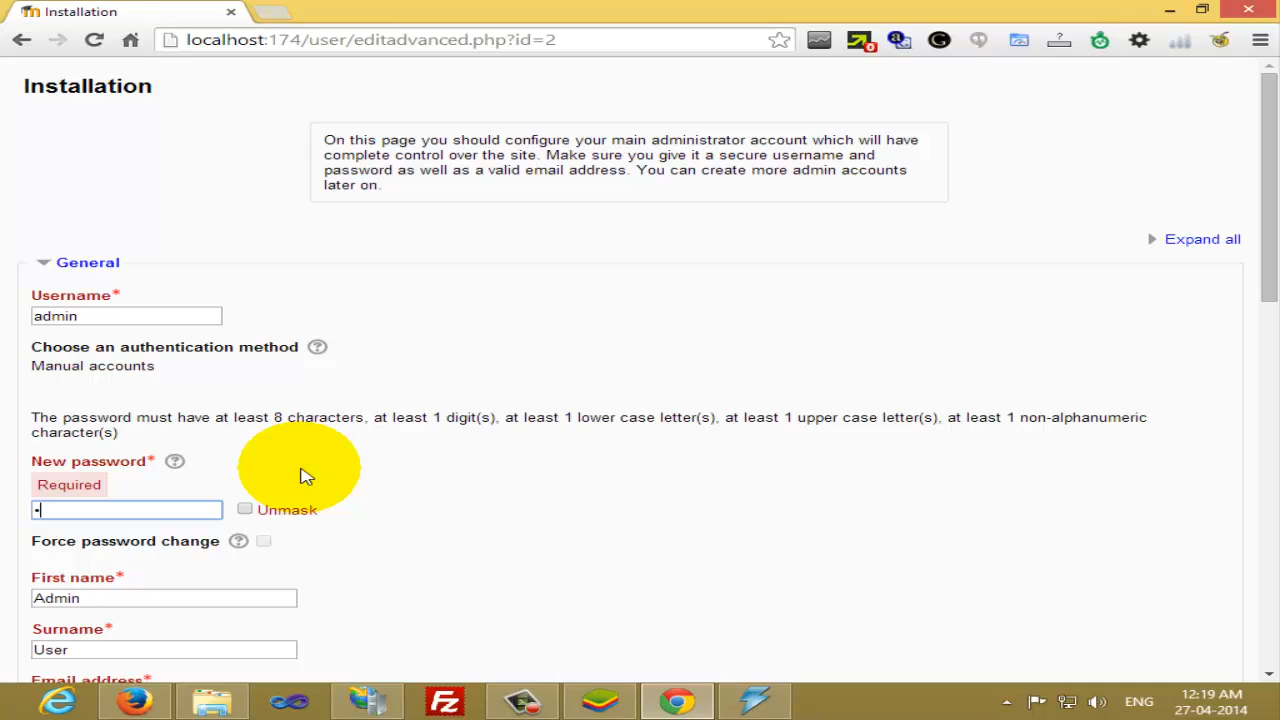 Installation
localhost:174/user/editadvanced.php?id=2
Installation
On this page you should configure your main administrator account which will have
complete control over the site. Make sure you give it a secure username and
password as well as a valid email address. You can create more admin accounts
later on.
Expand all
General
Username*
admin
Choose an authentication method
Manual accounts
The password must have at least 8 characters, at least 1 digit(s), at least 1 lower case letter(s), at least 1 upper case letter(s), at least 1 non-alphanumeric
character(s)
New password*
Required
Unmask
Force password change
First name*
Admin
Surname*
User
Email address*
ENG
12:19 AM
27-04-2014